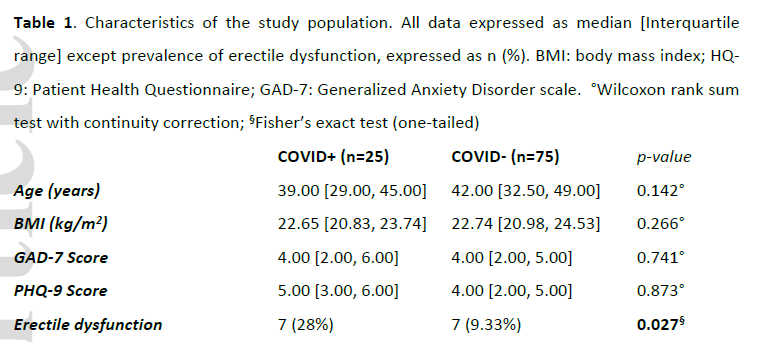 Table 1. Characteristics of the study population. All data expressed as median [Interquartile
range] except prevalence of erectile dysfunction, expressed as n (%). BMI: body mass index; HQ-
9: Patient Health Questionnaire; GAD-7: Generalized Anxiety Disorder scale. °Wilcoxon rank sum
test with continuity correction; §Fisher’s exact test (one-tailed)
COVID+ (n=25) COVID- (n=75) p-value
Age (years) 39.00 [29.00, 45.00] 42.00 [32.50, 49.00] 0.142°
BMI (kg/m²) 22.65 [20.83, 23.74] 22.74 [20.98, 24.53] 0.266°
GAD-7 Score 4.00 [2.00, 6.00] 4.00 [2.00, 5.00] 0.741°
PHQ-9 Score 5.00 [3.00, 6.00] 4.00 [2.00, 5.00] 0.873°
Erectile dysfunction 7 (28%) 7 (9.33%) 0.027§